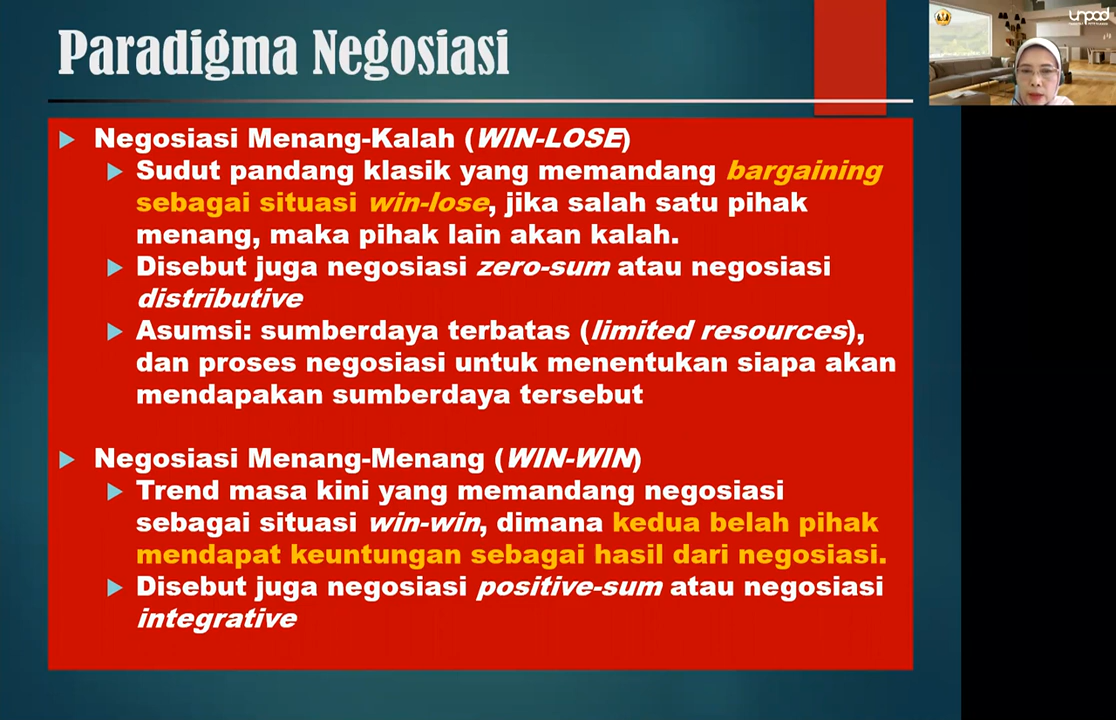 Paradigma Negosiasi
unpad
Negosiasi Menang-Kalah (WIN-LOSE)
Sudut pandang klasik yang memandang bargaining
sebagai situasi win-lose, jika salah satu pihak
menang, maka pihak lain akan kalah.
Disebut juga negosiasi zero-sum atau negosiasi
distributive
Asumsi: sumberdaya terbatas (limited resources),
dan proses negosiasi untuk menentukan siapa akan
mendapakan sumberdaya tersebut
Negosiasi Menang-Menang (WIN-WIN)
Trend masa kini yang memandang negosiasi
sebagai situasi win-win, dimana kedua belah pihak
mendapat keuntungan sebagai hasil dari negosiasi.
Disebut juga negosiasi positive-sum atau negosiasi
integrative